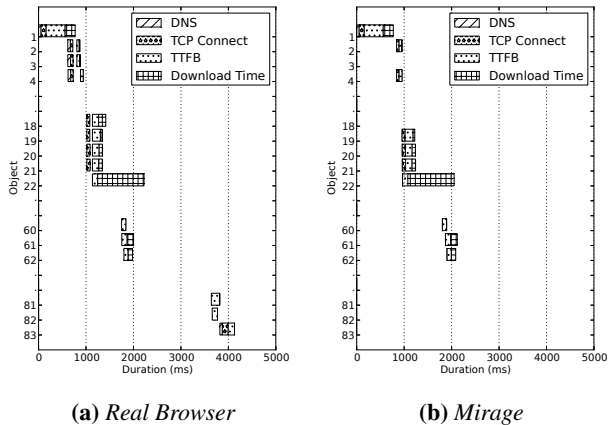 DNS
TCP Connect
TTFB
Download Time
Object
1
2
3
4
18
19
20
21
22
60
61
62
81
82
83
0 1000 2000 3000 4000 5000
Duration (ms)
(a) Real Browser
DNS
TCP Connect
TTFB
Download Time
Object
1
2
3
4
18
19
20
21
22
60
61
62
81
82
83
0 1000 2000 3000 4000 5000
Duration (ms)
(b) Mirage